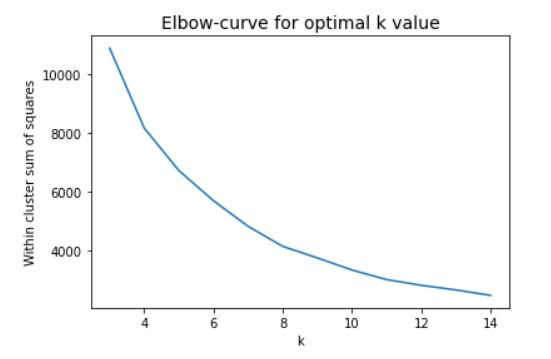 Elbow-curve for optimal k value
Within cluster sum of squares
10000
8000
6000
4000
4 6 8 10 12 14
k